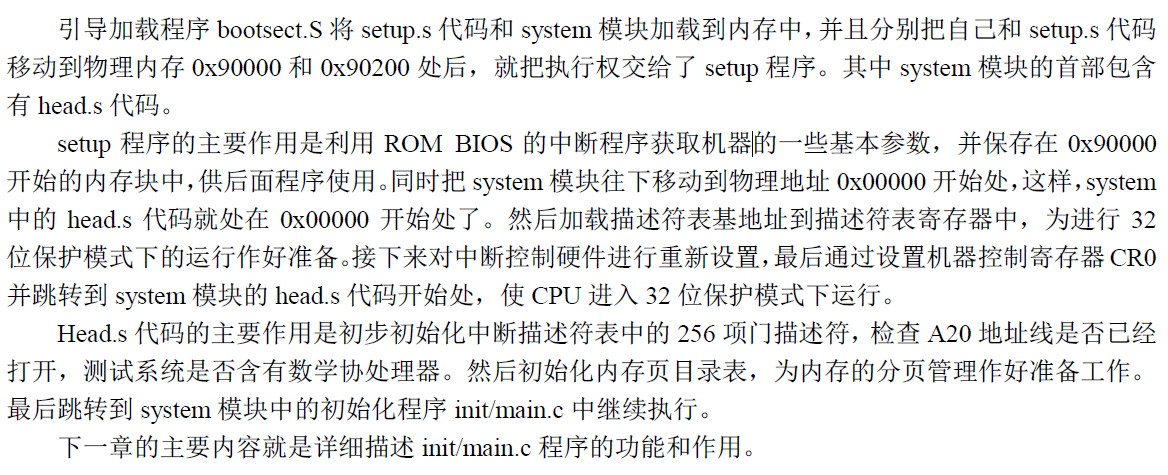 引导加载程序 bootsect.S 将 setup.s 代码和 system 模块加载到内存中，并且分别把自己和 setup.s 代码
移动到物理内存 0x90000 和 0x90200 处后，就把执行权交给了 setup 程序。其中 system 模块的首部包含
有 head.s 代码。
setup 程序的主要作用是利用 ROM BIOS 的中断程序获取机器的一些基本参数，并保存在 0x90000
开始的内存块中，供后面程序使用。同时把 system 模块往下移动到物理地址 0x00000 开始处，这样，system
中的 head.s 代码就处在 0x00000 开始处了。然后加载描述符表基地址到描述符表寄存器中，为进行 32
位保护模式下的运行作好准备。接下来对中断控制硬件进行重新设置，最后通过设置机器控制寄存器 CR0
并跳转到 system 模块的 head.s 代码开始处，使 CPU 进入 32 位保护模式下运行。
Head.s 代码的主要作用是初步初始化中断描述符表中的 256 项门描述符，检查 A20 地址线是否已经
打开，测试系统是否含有数学协处理器。然后初始化内存页目录表，为内存的分页管理作好准备工作。
最后跳转到 system 模块中的初始化程序 init/main.c 中继续执行。
下一章的主要内容就是详细描述 init/main.c 程序的功能和作用。